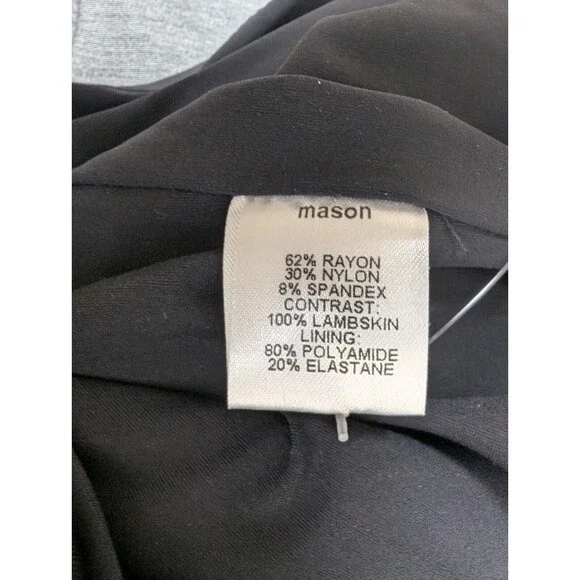 mason
62% RAYON
30% NYLON
8% SPANDEX
CONTRAST:
100% LAMBSKIN
LINING:
80% POLYAMIDE
20% ELASTANE